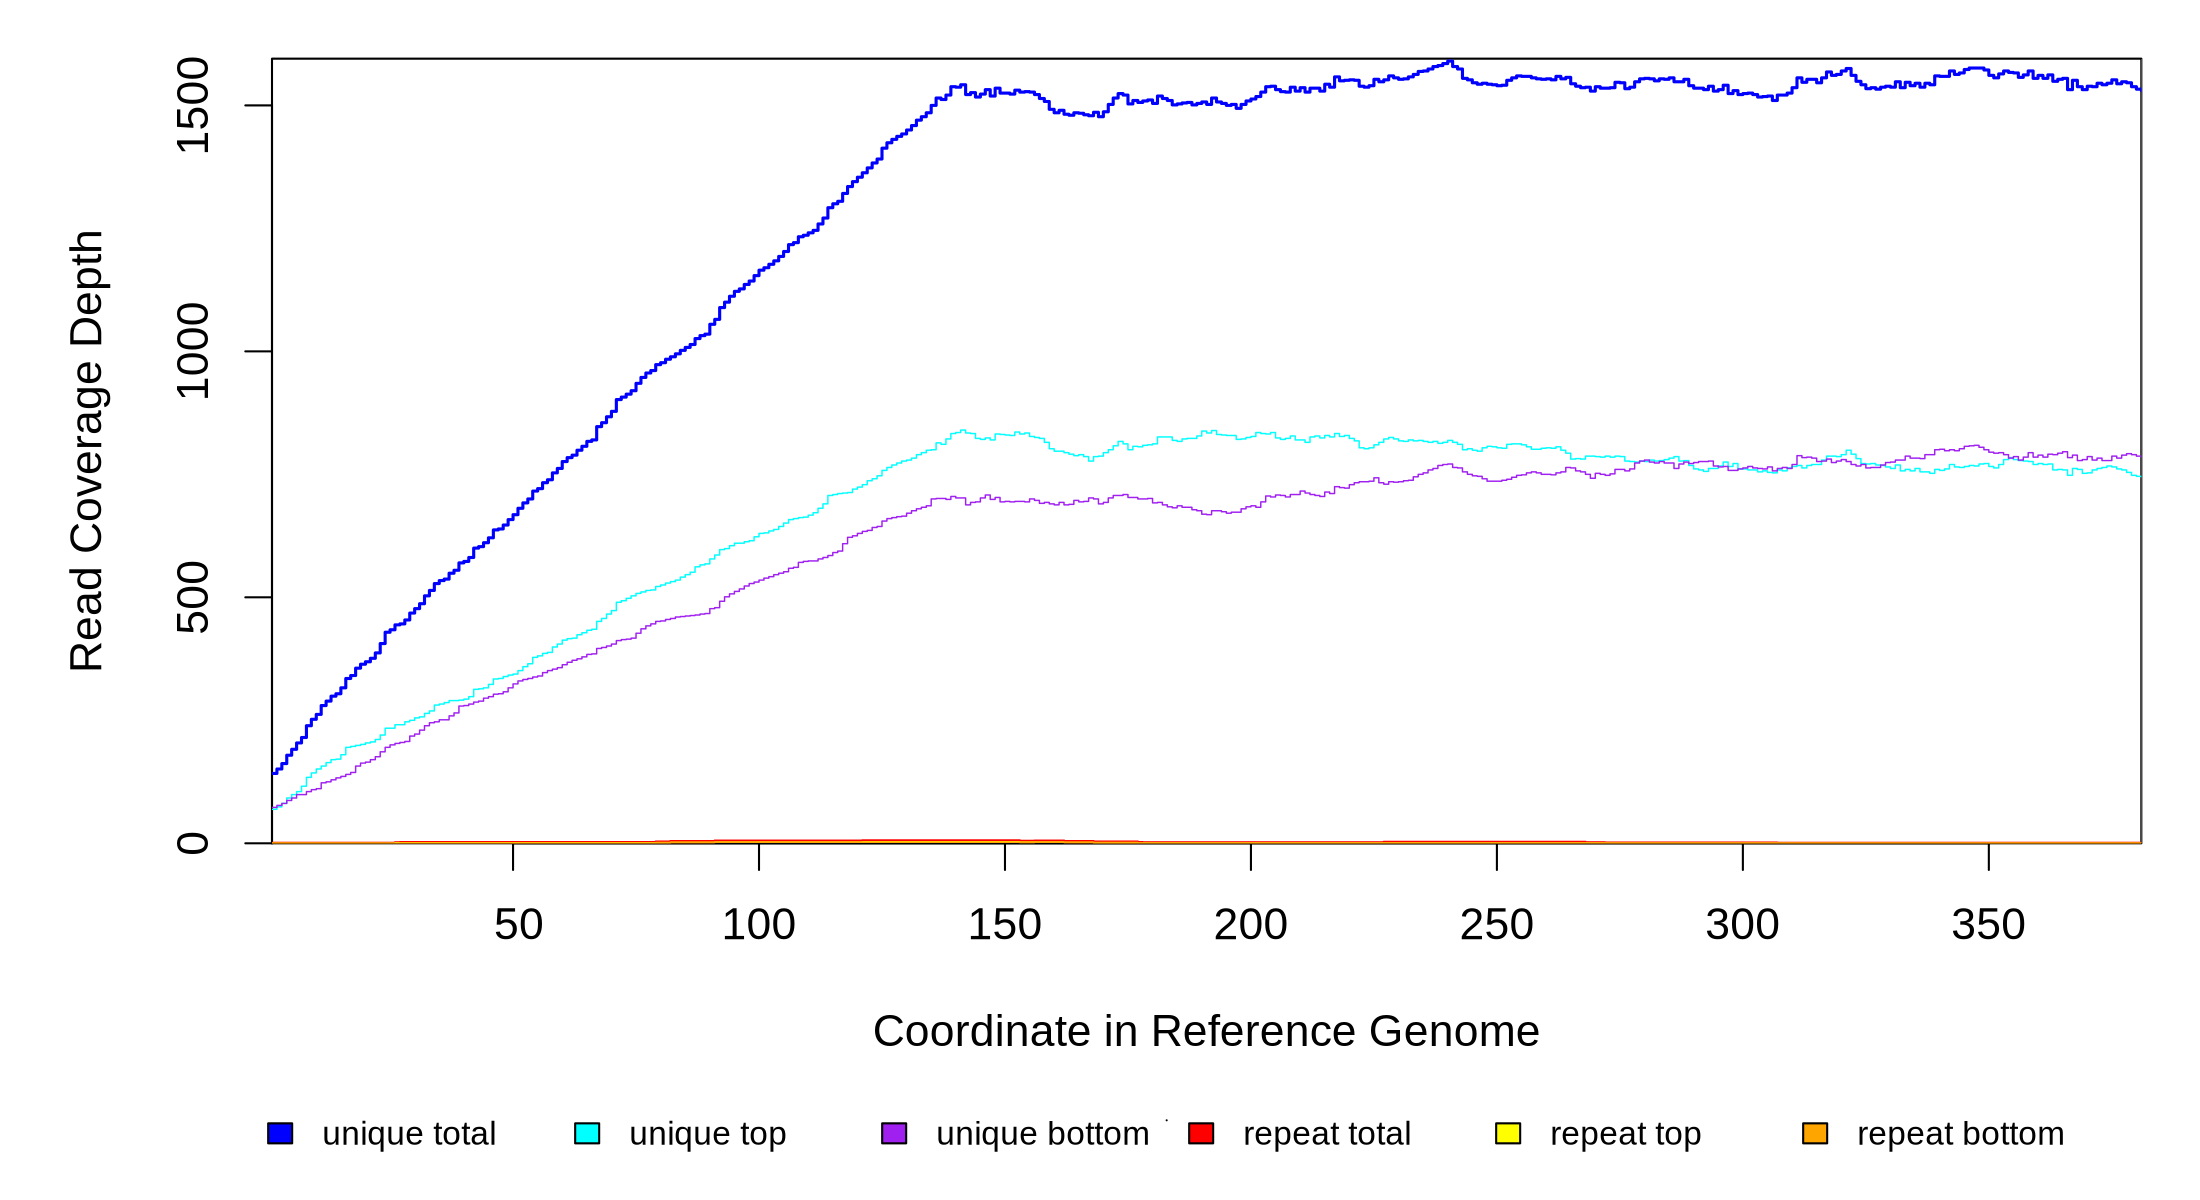 1500
1000
500
0
Read Coverage Depth
50 100 150 200 250 300 350
Coordinate in Reference Genome
unique total unique top unique bottom repeat total repeat top repeat bottom